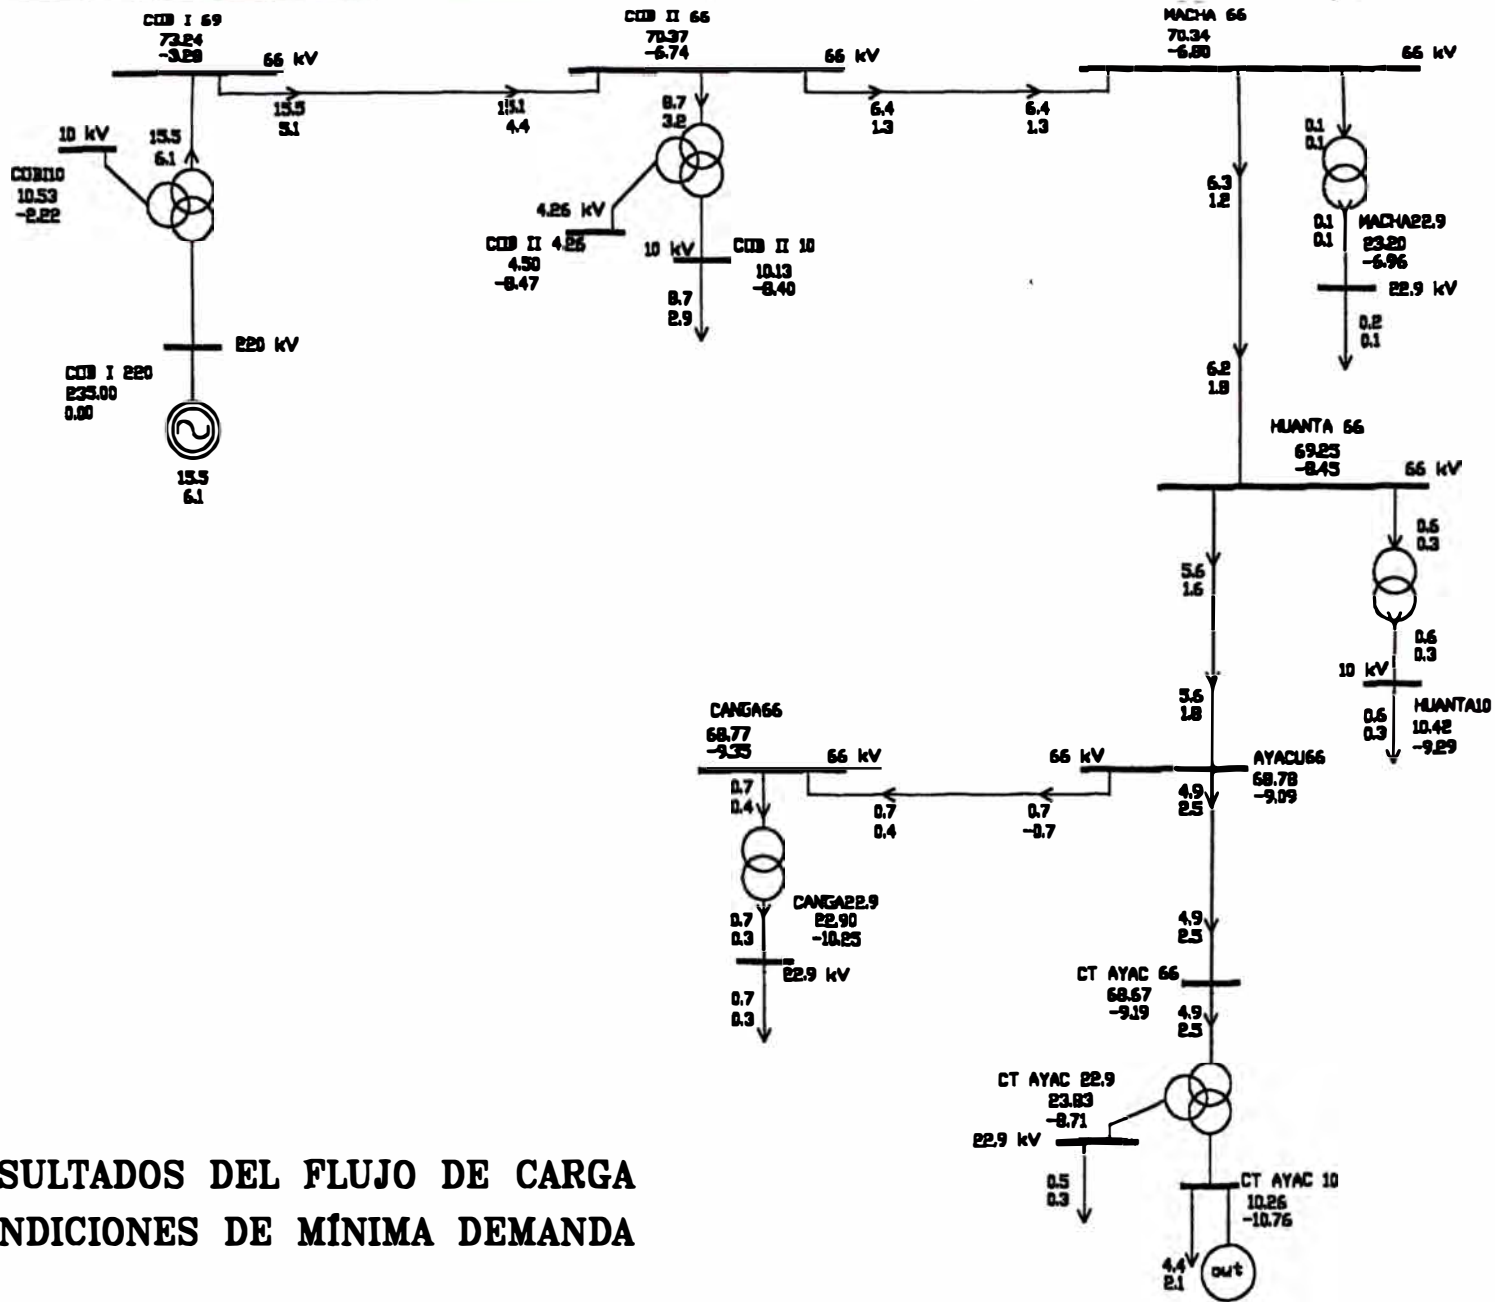 COB I 69
73.24
-3.28
66 kV
COB II 66
70.37
-6.74
66 kV
MACHA 66
70.34
-6.80
66 kV
15.5
5.1
15.1
4.4
6.4
1.3
6.4
1.3
10 kV
15.5
6.1
COBI10
10.53
-2.22
8.7
3.2
4.26 kV
COB II 4.26
4.50
-8.47
10 kV
COB II 10
10.13
-8.40
8.7
2.9
0.1
0.1
6.3
1.2
0.1
0.1
MACHA22.9
23.20
-6.96
22.9 kV
0.2
0.1
220 kV
COB I 220
235.00
0.00
15.5
6.1
6.2
1.8
HUANTA 66
69.25
-8.45
66 kV
0.6
0.3
5.6
1.6
0.6
0.3
10 kV
HUANTA10
10.42
-9.29
0.6
0.3
5.6
1.8
CANGA66
68.77
-9.35
66 kV
66 kV
AYACU66
68.78
-9.09
0.7
0.4
0.7
0.4
0.7
-0.7
4.9
2.5
CANGA22.9
22.90
-10.25
0.7
0.3
22.9 kV
0.7
0.3
4.9
2.5
CT AYAC 66
68.67
-9.19
4.9
2.5
CT AYAC 22.9
23.83
-8.71
22.9 kV
0.5
0.3
CT AYAC 10
10.26
-10.76
4.4
2.1
out
SULTADOS DEL FLUJO DE CARGA
NDICIONES DE MÍNIMA DEMANDA